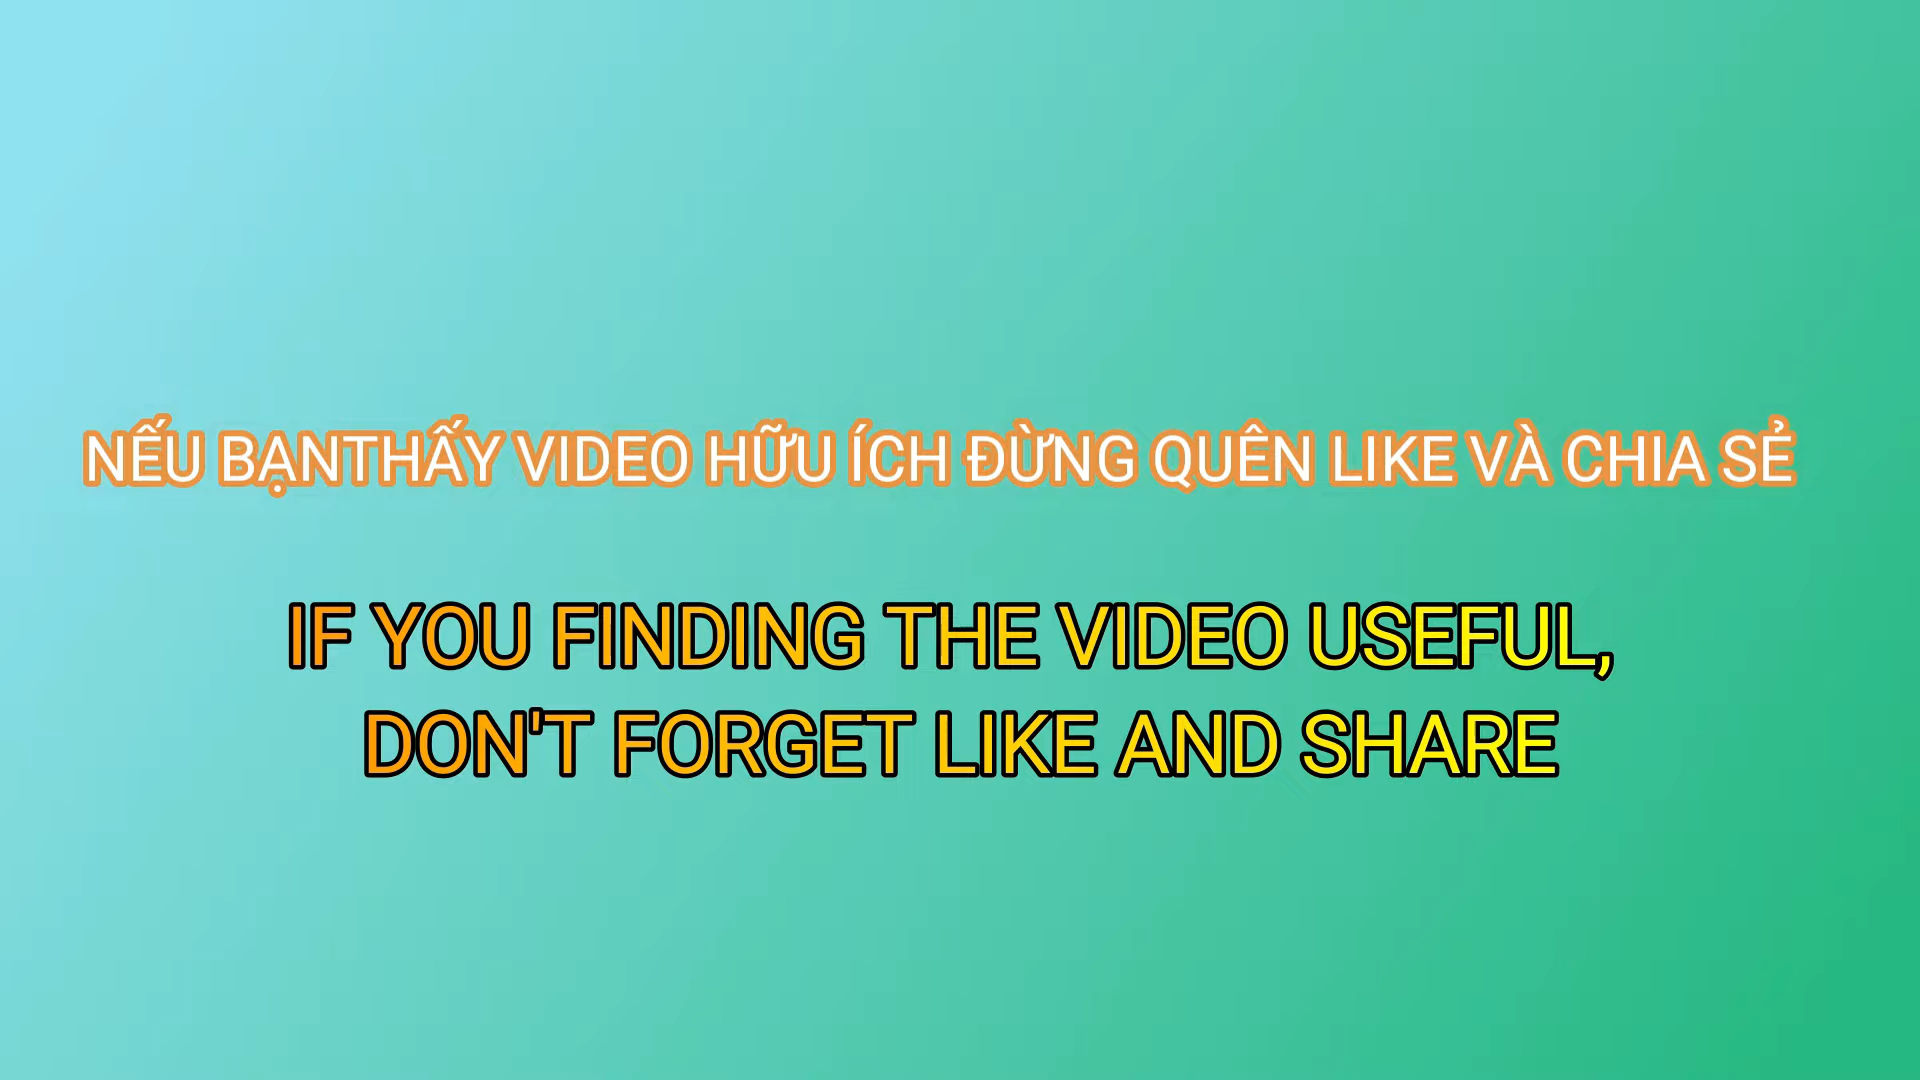 NẾU BẠNTHẤY VIDEO HỮU ÍCH ĐỪNG QUÊN LIKE VÀ CHIA SẺ
IF YOU FINDING THE VIDEO USEFUL,
DON'T FORGET LIKE AND SHARE